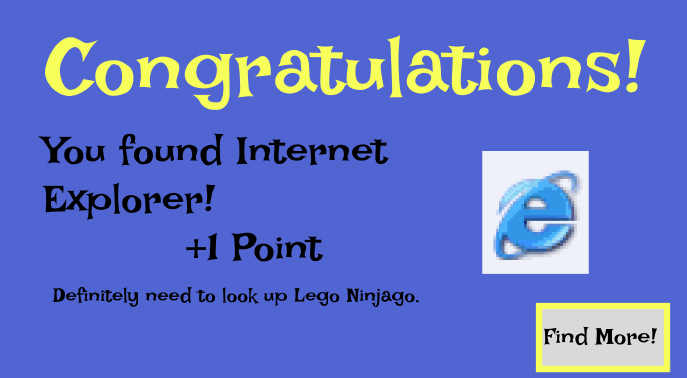 Congratulations!
You found Internet
Explorer!
+1 Point
Definitely need to look up Lego Ninjago.
Find More!